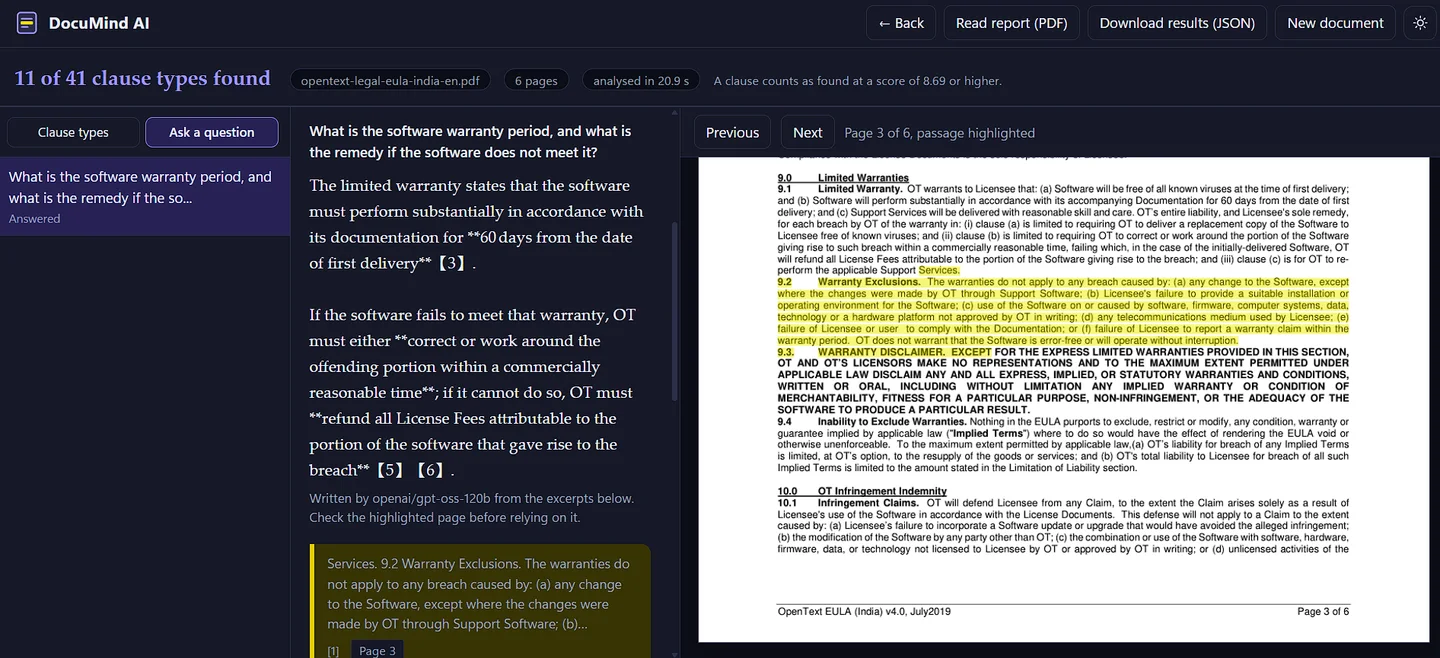 DocuMind AI
← Back
Read report (PDF)
Download results (JSON)
New document
11 of 41 clause types found
opentext-legal-eula-india-en.pdf
6 pages
analysed in 20.9 s
A clause counts as found at a score of 8.69 or higher.
Clause types
Ask a question
What is the software warranty period, and
what is the remedy if the so...
Answered
What is the software warranty period, and what is
the remedy if the software does not meet it?
The limited warranty states that the software
must perform substantially in accordance with
its documentation for **60 days from the date
of first delivery**【3】.
If the software fails to meet that warranty, OT
must either **correct or work around the
offending portion within a commercially
reasonable time**; if it cannot do so, OT must
**refund all License Fees attributable to the
portion of the software that gave rise to the
breach**【5】【6】.
Written by openai/gpt-oss-120b from the excerpts below.
Check the highlighted page before relying on it.
Services. 9.2 Warranty Exclusions. The warranties do
not apply to any breach caused by: (a) any change
to the Software, except where the changes were
made by OT through Support Software; (b)...
[1] Page 3
Previous
Next
Page 3 of 6, passage highlighted
9.0 Limited Warranties
9.1 Limited Warranty. OT warrants to Licensee that: (a) Software will be free of all known viruses at the time of first delivery;
and (b) Software will perform substantially in accordance with its accompanying Documentation for 60 days from the date of first
delivery; and (c) Support Services will be delivered with reasonable skill and care. OT's entire liability, and Licensee's sole remedy,
for each breach by OT of the warranty in: (i) clause (a) is limited to requiring OT to deliver a replacement copy of the Software to
Licensee free of known viruses; and (ii) clause (b) is limited to requiring OT to correct or work around the portion of the Software
giving rise to such breach within a commercially reasonable time, failing which, in the case of the initially-delivered Software, OT
will refund all License Fees attributable to the portion of the Software giving rise to the breach; and (iii) clause (c) is for OT to re-
perform the applicable Support Services.
9.2 Warranty Exclusions. The warranties do not apply to any breach caused by: (a) any change to the Software, except
where the changes were made by OT through Support Software; (b) Licensee's failure to provide a suitable installation or
operating environment for the Software; (c) use of the Software on or caused by software, firmware, computer systems, data,
technology or a hardware platform not approved by OT in writing; (d) any telecommunications medium used by Licensee; (e)
failure of Licensee or user to comply with the Documentation; or (f) failure of Licensee to report a warranty claim within the
warranty period. OT does not warrant that the Software is error-free or will operate without interruption.
9.3. WARRANTY DISCLAIMER. EXCEPT FOR THE EXPRESS LIMITED WARRANTIES PROVIDED IN THIS SECTION,
OT AND OT'S LICENSORS MAKE NO REPRESENTATIONS AND TO THE MAXIMUM EXTENT PERMITTED UNDER
APPLICABLE LAW DISCLAIM ANY AND ALL EXPRESS, IMPLIED, OR STATUTORY WARRANTIES AND CONDITIONS,
WRITTEN OR ORAL, INCLUDING WITHOUT LIMITATION ANY IMPLIED WARRANTY OR CONDITION OF
MERCHANTABILITY, FITNESS FOR A PARTICULAR PURPOSE, NON-INFRINGEMENT, OR THE ADEQUACY OF THE
SOFTWARE TO PRODUCE A PARTICULAR RESULT.
9.4 Inability to Exclude Warranties. Nothing in the EULA purports to exclude, restrict or modify, any condition, warranty or
guarantee implied by applicable law ("Implied Terms") where to do so would have the effect of rendering the EULA void or
otherwise unenforceable. To the maximum extent permitted by applicable law,(a) OT's liability for breach of any Implied Terms
is limited, at OT's option, to the resupply of the goods or services; and (b) OT's total liability to Licensee for breach of all such
Implied Terms is limited to the amount stated in the Limitation of Liability section.
10.0 OT Infringement Indemnity
10.1 Infringement Claims. OT will defend Licensee from any Claim, to the extent the Claim arises solely as a result of
Licensee's use of the Software in accordance with the License Documents. This defense will not apply to a Claim to the extent
caused by: (a) Licensee's failure to incorporate a Software update or upgrade that would have avoided the alleged infringement;
(b) the modification of the Software by any party other than OT; (c) the combination or use of the Software with software, hardware,
firmware, data, or technology not licensed to Licensee by OT or approved by OT in writing; or (d) unlicensed activities of the
OpenText EULA (India) v4.0, July2019
Page 3 of 6